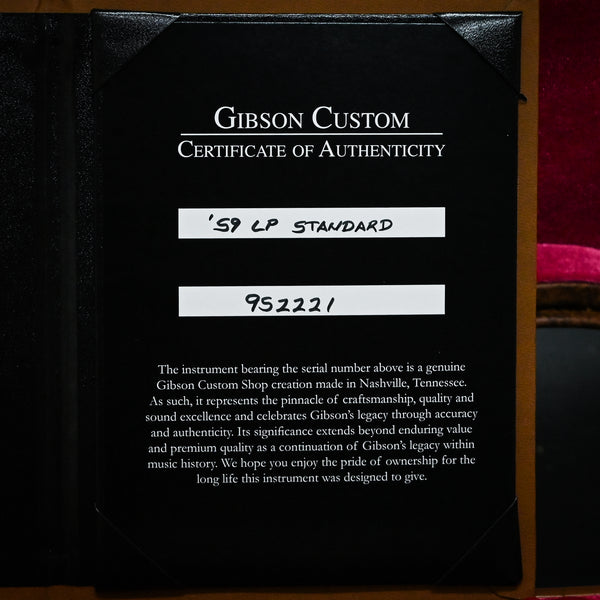 GIBSON CUSTOM
CERTIFICATE OF AUTHENTICITY
'59 LP STANDARD
952221
The instrument bearing the serial number above is a genuine
Gibson Custom Shop creation made in Nashville, Tennessee.
As such, it represents the pinnacle of craftsmanship, quality and
sound excellence and celebrates Gibson's legacy through accuracy
and authenticity. Its significance extends beyond enduring value
and premium quality as a continuation of Gibson's legacy within
music history. We hope you enjoy the pride of ownership for the
long life this instrument was designed to give.